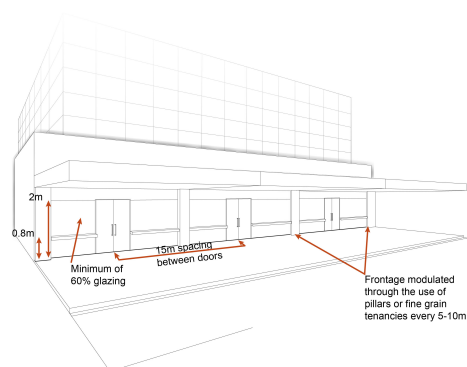 2m
0.8m
Minimum of
60% glazing
15m spacing
between doors
Frontage modulated
through the use of
pillars or fine grain
tenancies every 5-10m